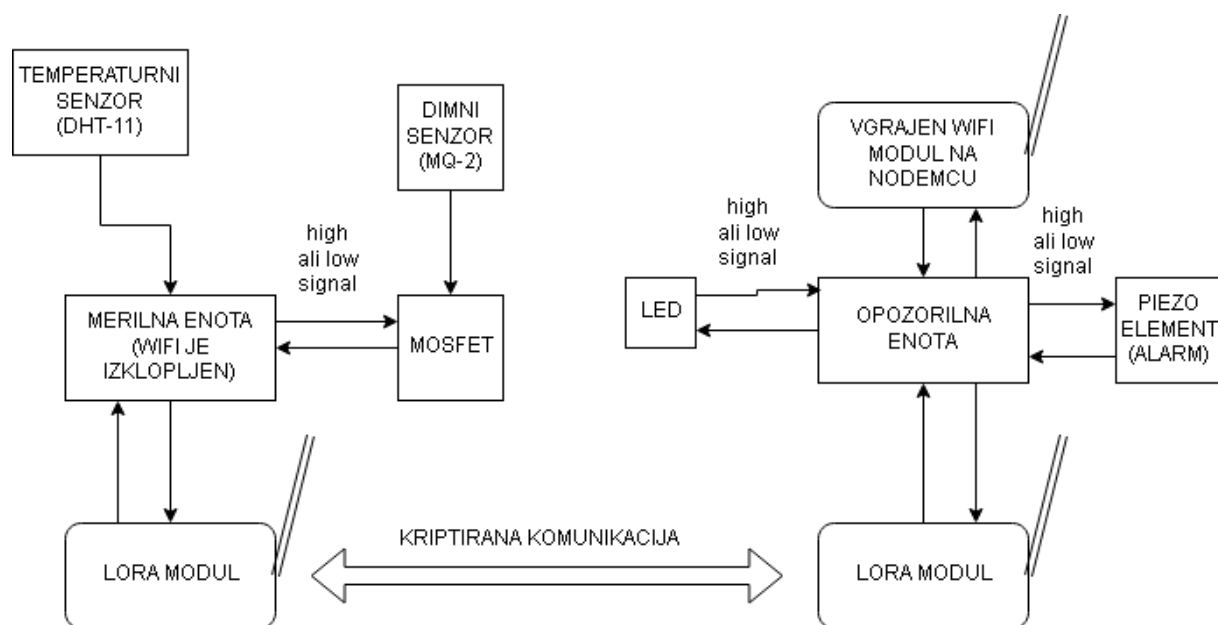 TEMPERATURNI
SENZOR
(DHT-11)
DIMNI
SENZOR
(MQ-2)
VGRAJEN WIFI
MODUL NA
NODEMCU
high
ali low
signal
high
ali low
signal
high
ali low
signal
MERILNA ENOTA
(WIFI JE
IZKLOPLJEN)
MOSFET
LED
OPOZORILNA
ENOTA
PIEZO
ELEMENT
(ALARM)
LORA MODUL
KRIPTIRANA KOMUNIKACIJA
LORA MODUL